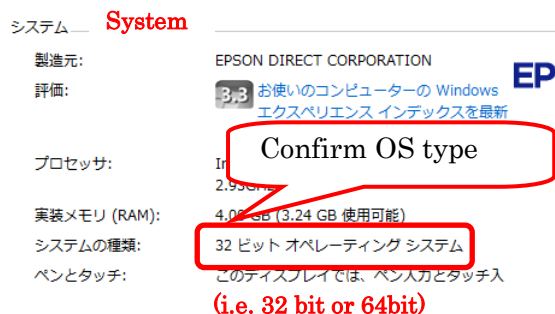 システム System
製造元: EPSON DIRECT CORPORATION
EP
評価: 3.3 お使いのコンピューターの Windows
エクスペリエンス インデックスを最新
Confirm OS type
プロセッサ:
実装メモリ (RAM): 4.00 GB (3.24 GB 使用可能)
システムの種類: 32 ビット オペレーティング システム
ペンとタッチ: このディスプレイでは、ペン入力とタッチ入
(i.e. 32 bit or 64bit)